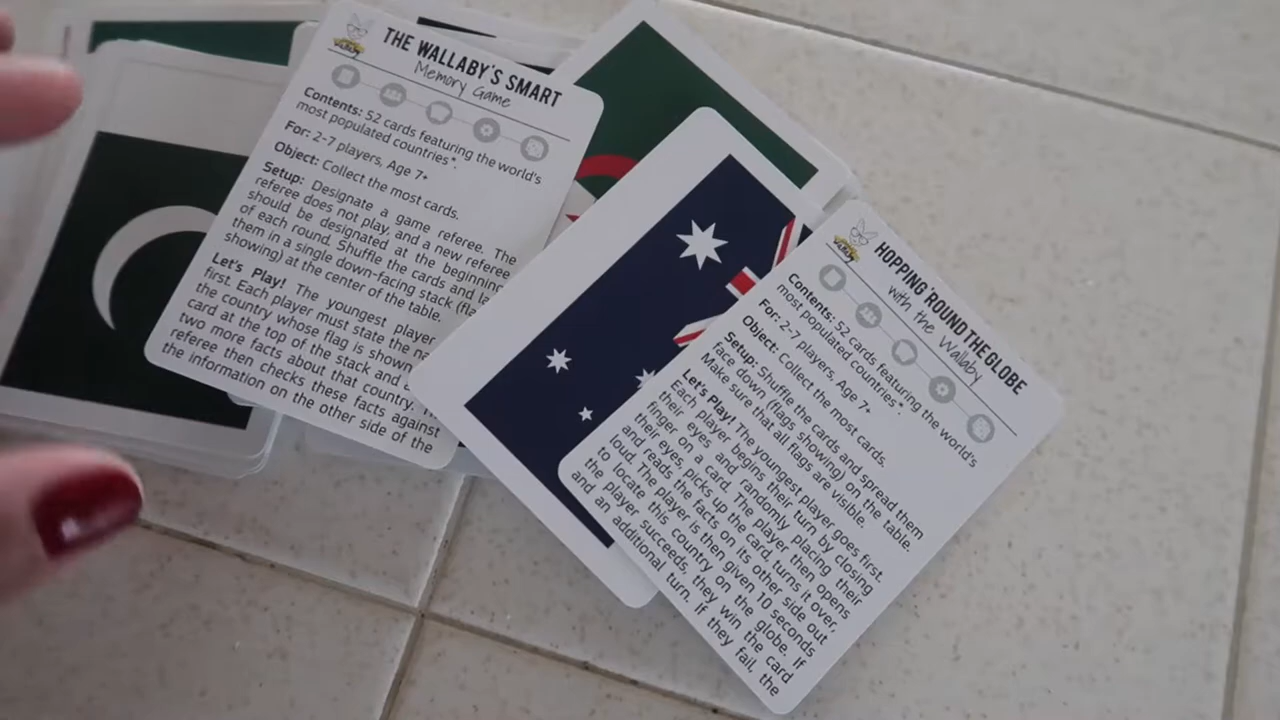 THE WALLABY'S SMART
Memory Game
Contents: 52 cards featuring the world's
most populated countries*.
For: 2-7 players, Age 7+
Object: Collect the most cards.
Setup: Designate a game referee. The
referee does not play, and a new referee
should be designated at the beginning
of each round. Shuffle the cards and
them in a single down-facing stack
showing) at the center of the table.
Let's Play! The youngest player
first. Each player must state the
the country whose flag is shown
card at the top of the stack and
two more facts about that country.
referee then checks these facts against
the information on the other side of the
HOPPING 'ROUND THE GLOBE
with the Wallaby
Contents: 52 cards featuring the world's
most populated countries*.
For: 2-7 players, Age 7+
Object: Collect the most cards.
Setup: Shuffle the cards and spread them
face down (flags showing) on the table.
Make sure that all flags are visible.
Let's Play! The youngest player goes first.
Each player begins their turn by closing
their eyes and randomly placing their
finger on a card. The player then opens
their eyes, picks up the card, turns it over,
and reads the facts on its other side out
loud. The player is then given 10 seconds
to locate this country on the globe. If
the player succeeds, they win the card
and an additional turn. If they fail, the